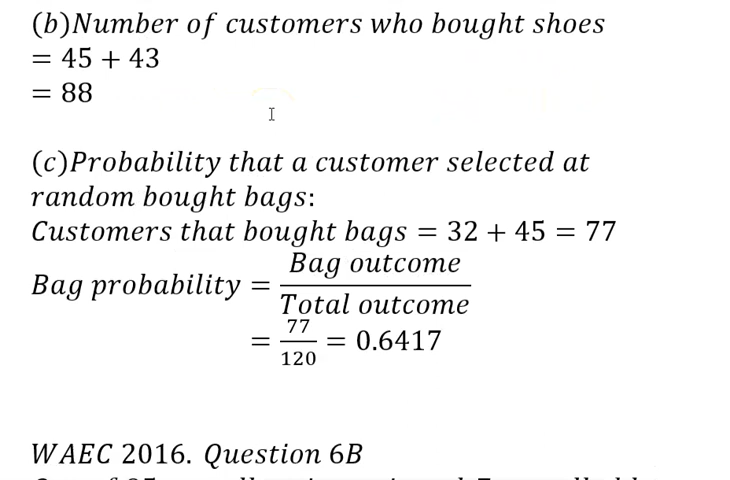 (b)Number of customers who bought shoes
= 45 + 43
= 88
(c)Probability that a customer selected at
random bought bags:
Customers that bought bags = 32 + 45 = 77
Bag probability = Bag outcome / Total outcome
= 77/120 = 0.6417
WAEC 2016. Question 6B